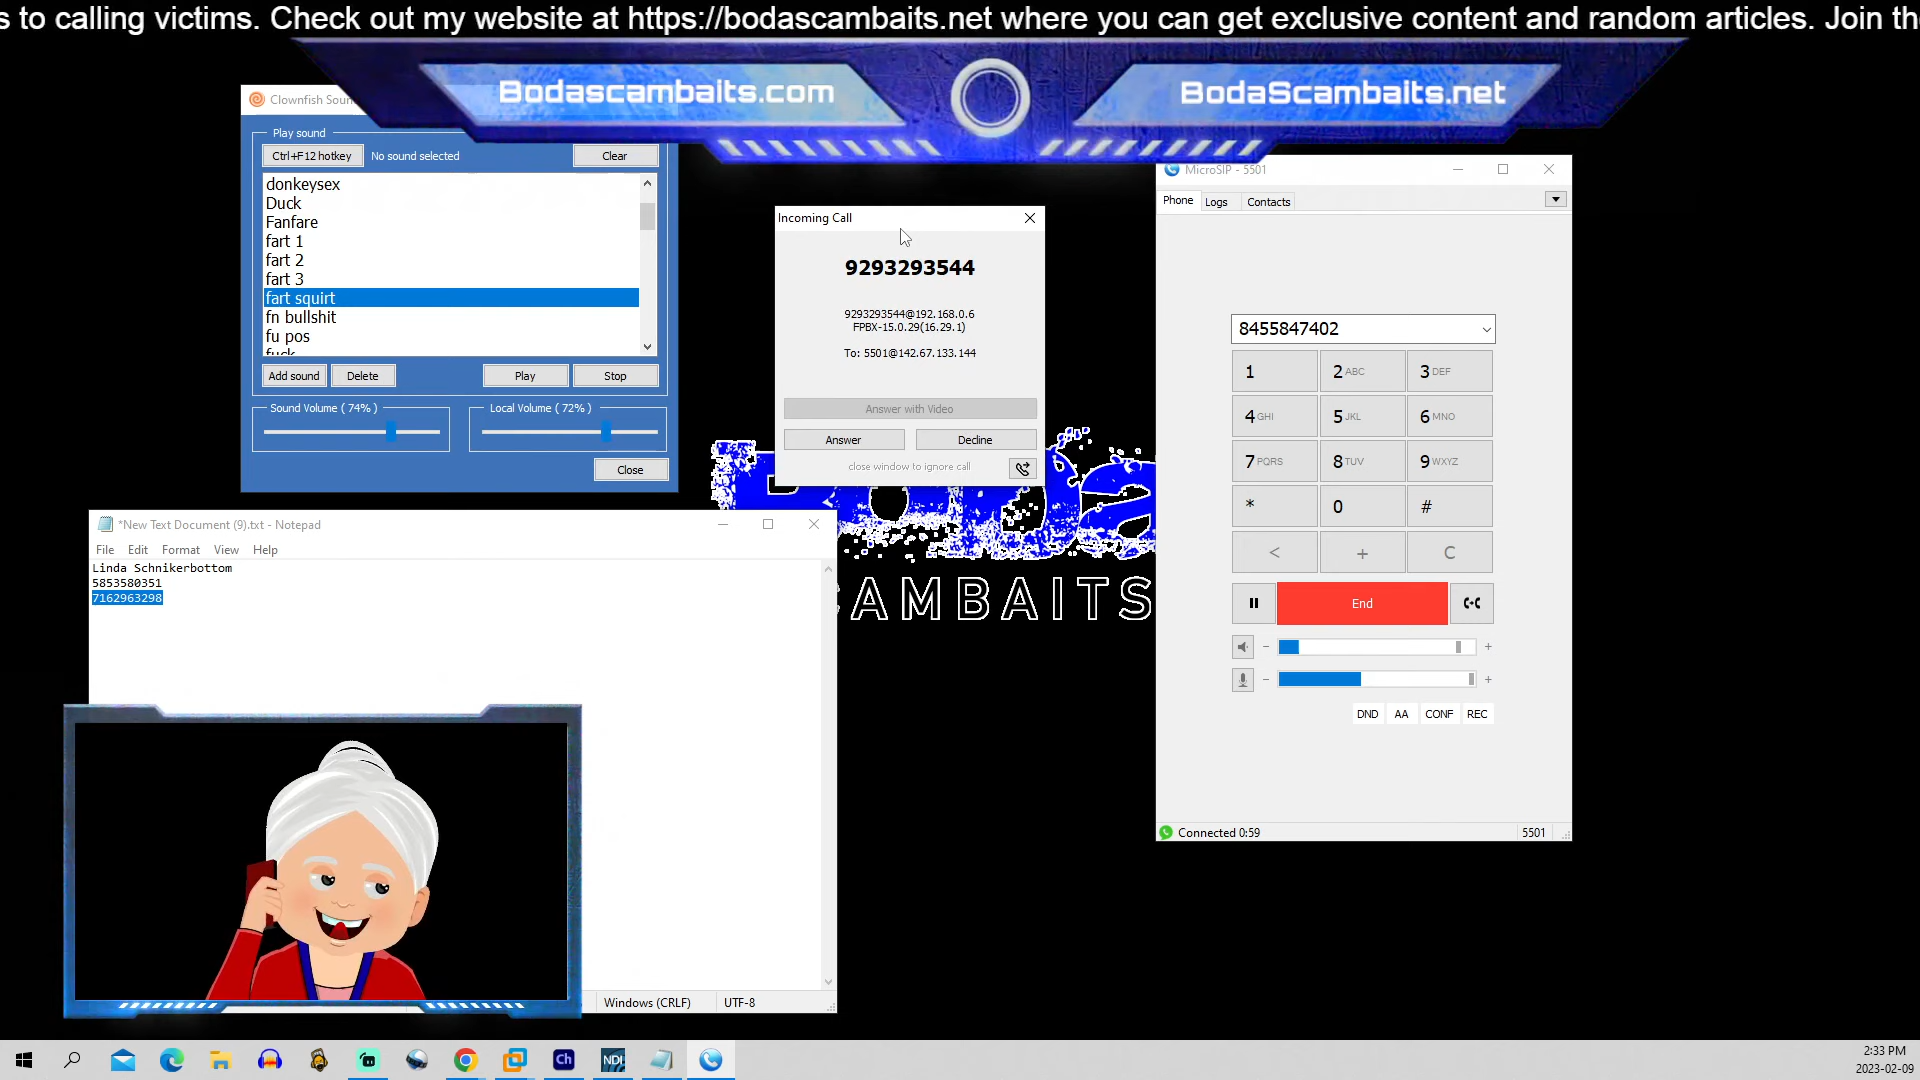 s to calling victims. Check out my website at https://bodascambaits.net where you can get exclusive content and random articles. Join th
Bodascambaits.com
BodaScambaits.net
Clownfish Soun
Play sound
Ctrl+F12 hotkey
No sound selected
Clear
donkeysex
Duck
Fanfare
fart 1
fart 2
fart 3
fart squirt
fn bullshit
fu pos
fuck
Add sound
Delete
Play
Stop
Sound Volume ( 74% )
Local Volume ( 72% )
Close
Incoming Call
9293293544
9293293544@192.168.0.6
FPBX-15.0.29(16.29.1)
To: 5501@142.67.133.144
Answer with Video
Answer
Decline
close window to ignore call
MicroSIP - 5501
Phone
Logs
Contacts
8455847402
1
2 ABC
3 DEF
4 GHI
5 JKL
6 MNO
7 PQRS
8 TUV
9 WXYZ
*
0
#
<
+
C
End
- +
- +
DND
AA
CONF
REC
Connected 0:59
5501
*New Text Document (9).txt - Notepad
File
Edit
Format
View
Help
Linda Schnikerbottom
5853580351
7162963298
Windows (CRLF)
UTF-8
AMBAITS
Ch
NDI
2:33 PM
2023-02-09